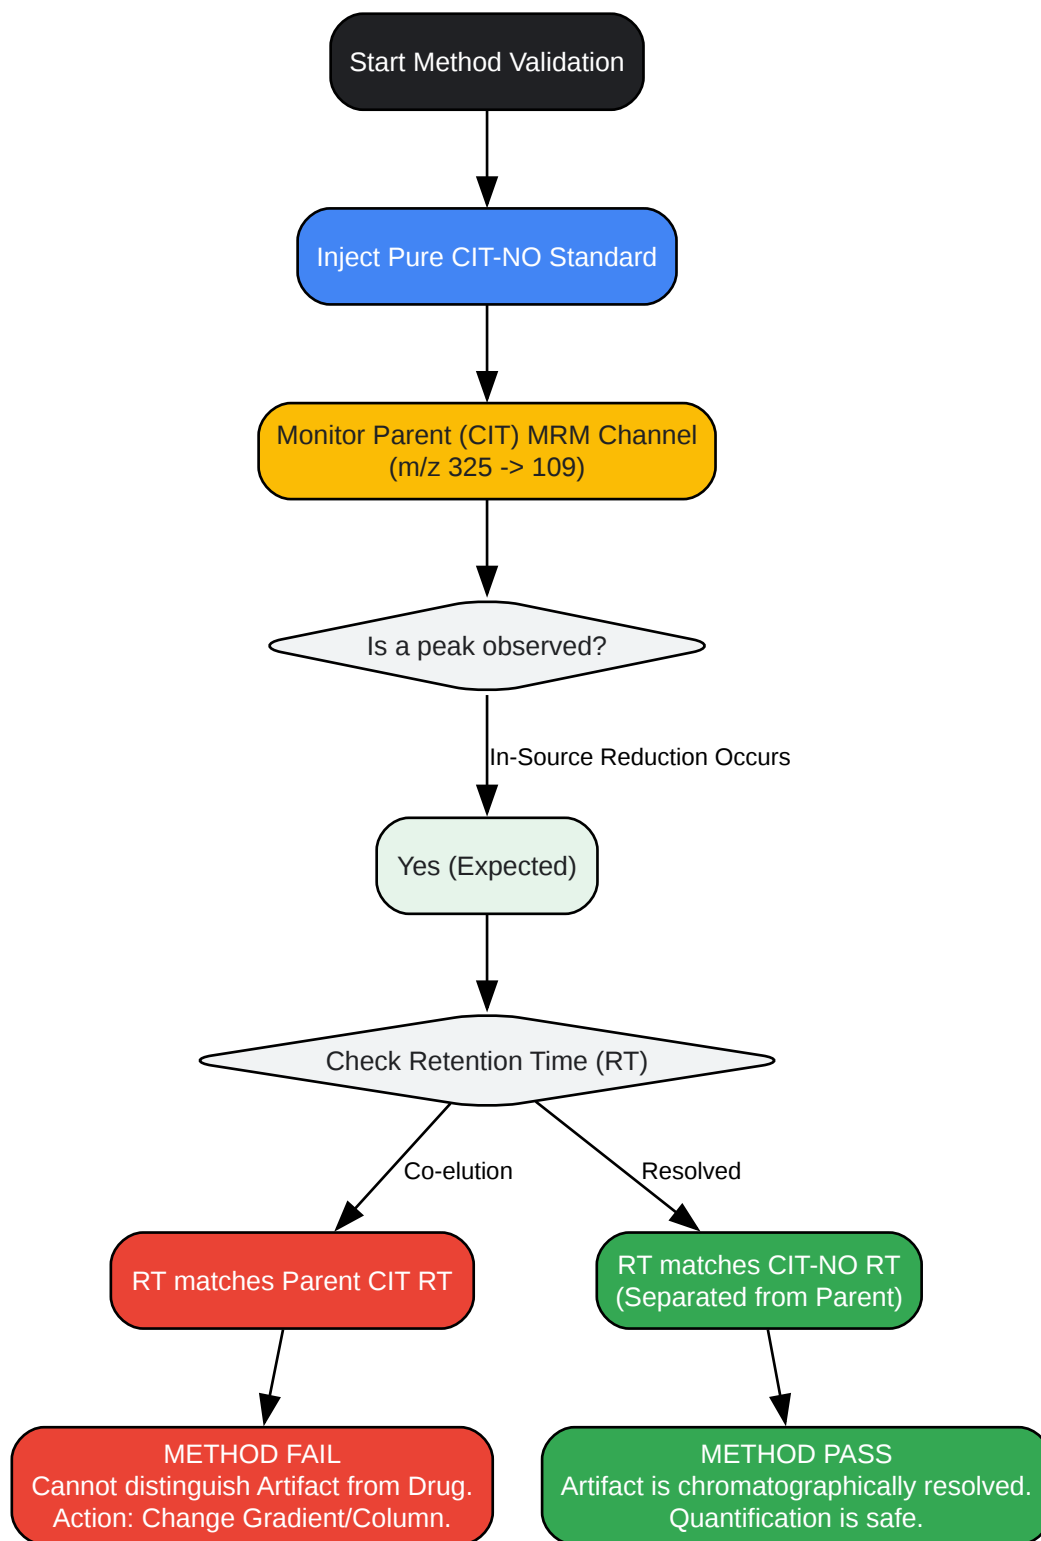 Start Method Validation
Inject Pure CIT-NO Standard
Monitor Parent (CIT) MRM Channel
(m/z 325 -> 109)
Is a peak observed?
In-Source Reduction Occurs
Yes (Expected)
Check Retention Time (RT)
Co-elution
Resolved
RT matches Parent CIT RT
RT matches CIT-NO RT
(Separated from Parent)
METHOD FAIL
Cannot distinguish Artifact from Drug.
Action: Change Gradient/Column.
METHOD PASS
Artifact is chromatographically resolved.
Quantification is safe.